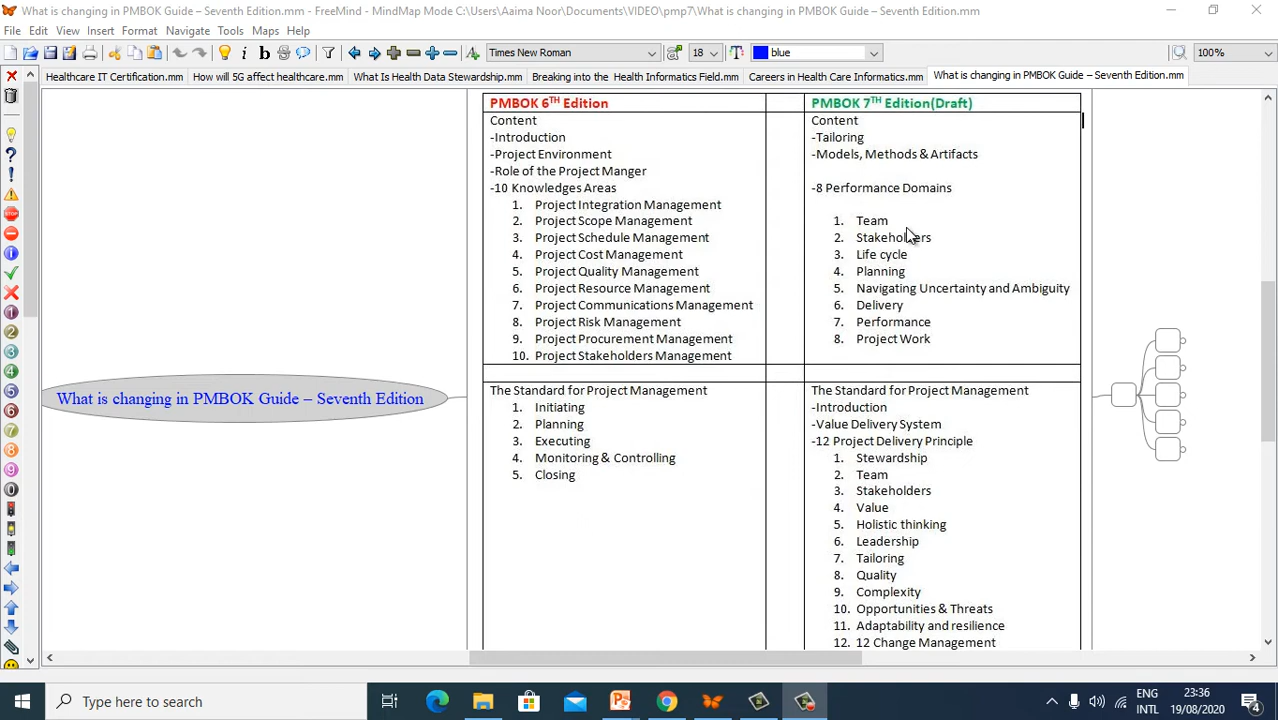 What is changing in PMBOK Guide – Seventh Edition.mm - FreeMind - MindMap Mode C:\Users\Aaima Noor\Documents\VIDEO\pmp7\What is changing in PMBOK Guide – Seventh Edition.mm)
File Edit View Insert Format Navigate Tools Maps Help
Times New Roman 18 blue 100%
Healthcare IT Certification.mm How will 5G affect healthcare.mm What Is Health Data Stewardship.mm Breaking into the Health Informatics Field.mm Careers in Health Care Informatics.mm What is changing in PMBOK Guide – Seventh Edition.mm
PMBOK 6TH Edition
Content
-Introduction
-Project Environment
-Role of the Project Manger
-10 Knowledges Areas
1. Project Integration Management
2. Project Scope Management
3. Project Schedule Management
4. Project Cost Management
5. Project Quality Management
6. Project Resource Management
7. Project Communications Management
8. Project Risk Management
9. Project Procurement Management
10. Project Stakeholders Management
PMBOK 7TH Edition(Draft)
Content
-Tailoring
-Models, Methods & Artifacts
-8 Performance Domains
1. Team
2. Stakeholders
3. Life cycle
4. Planning
5. Navigating Uncertainty and Ambiguity
6. Delivery
7. Performance
8. Project Work
What is changing in PMBOK Guide – Seventh Edition
The Standard for Project Management
1. Initiating
2. Planning
3. Executing
4. Monitoring & Controlling
5. Closing
The Standard for Project Management
-Introduction
-Value Delivery System
-12 Project Delivery Principle
1. Stewardship
2. Team
3. Stakeholders
4. Value
5. Holistic thinking
6. Leadership
7. Tailoring
8. Quality
9. Complexity
10. Opportunities & Threats
11. Adaptability and resilience
12. 12 Change Management
Type here to search
ENG
INTL
23:36
19/08/2020
4